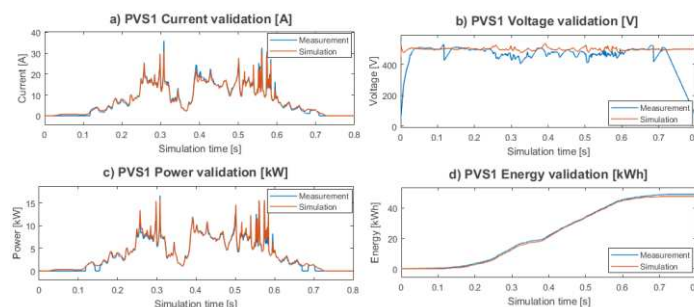 a) PVS1 Current validation [A]
40
30
20
10
0
Current [A]
Measurement
Simulation
0 0.1 0.2 0.3 0.4 0.5 0.6 0.7 0.8
Simulation time [s]
b) PVS1 Voltage validation [V]
400
200
0
Voltage [V]
Measurement
Simulation
0 0.1 0.2 0.3 0.4 0.5 0.6 0.7 0.8
Simulation time [s]
c) PVS1 Power validation [kW]
15
10
5
0
Power [kW]
Measurement
Simulation
0 0.1 0.2 0.3 0.4 0.5 0.6 0.7 0.8
Simulation time [s]
d) PVS1 Energy validation [kWh]
40
20
0
Energy [kWh]
Measurement
Simulation
0 0.1 0.2 0.3 0.4 0.5 0.6 0.7 0.8
Simulation time [s]